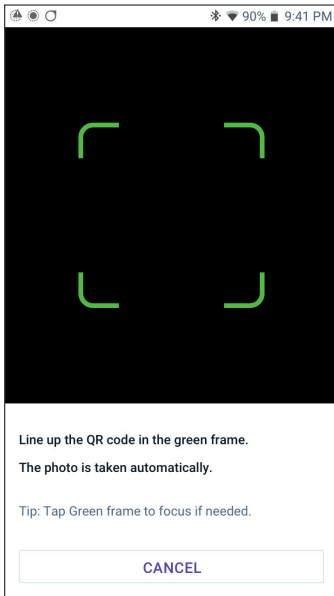 90% 9:41 PM
Line up the QR code in the green frame.
The photo is taken automatically.
Tip: Tap Green frame to focus if needed.
CANCEL